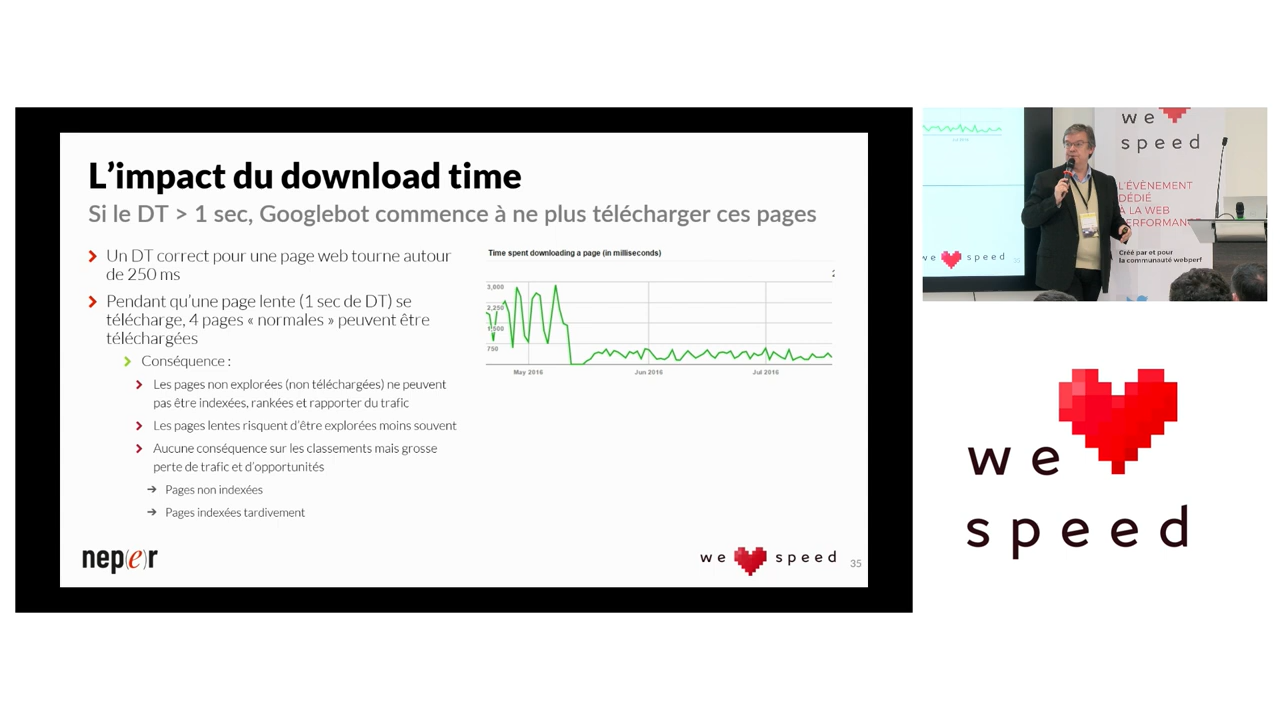 L'impact du download time
Si le DT > 1 sec, Googlebot commence à ne plus télécharger ces pages
Un DT correct pour une page web tourne autour
de 250 ms
Pendant qu'une page lente (1 sec de DT) se
télécharge, 4 pages « normales » peuvent être
téléchargées
Conséquence :
Les pages non explorées (non téléchargées) ne peuvent
pas être indexées, rankées et rapporter du trafic
Les pages lentes risquent d'être explorées moins souvent
Aucune conséquence sur les classements mais grosse
perte de trafic et d'opportunités
Pages non indexées
Pages indexées tardivement
Time spent downloading a page (in milliseconds)
3,000
2,250
1,500
750
May 2016
Jun 2016
Jul 2016
nep(e)r
we speed
35
we
speed
L'ÉVÈNEMENT
DÉDIÉ
À LA WEB
PERFORMANC
Créé par et pour
la communauté webperf
we speed
we
speed